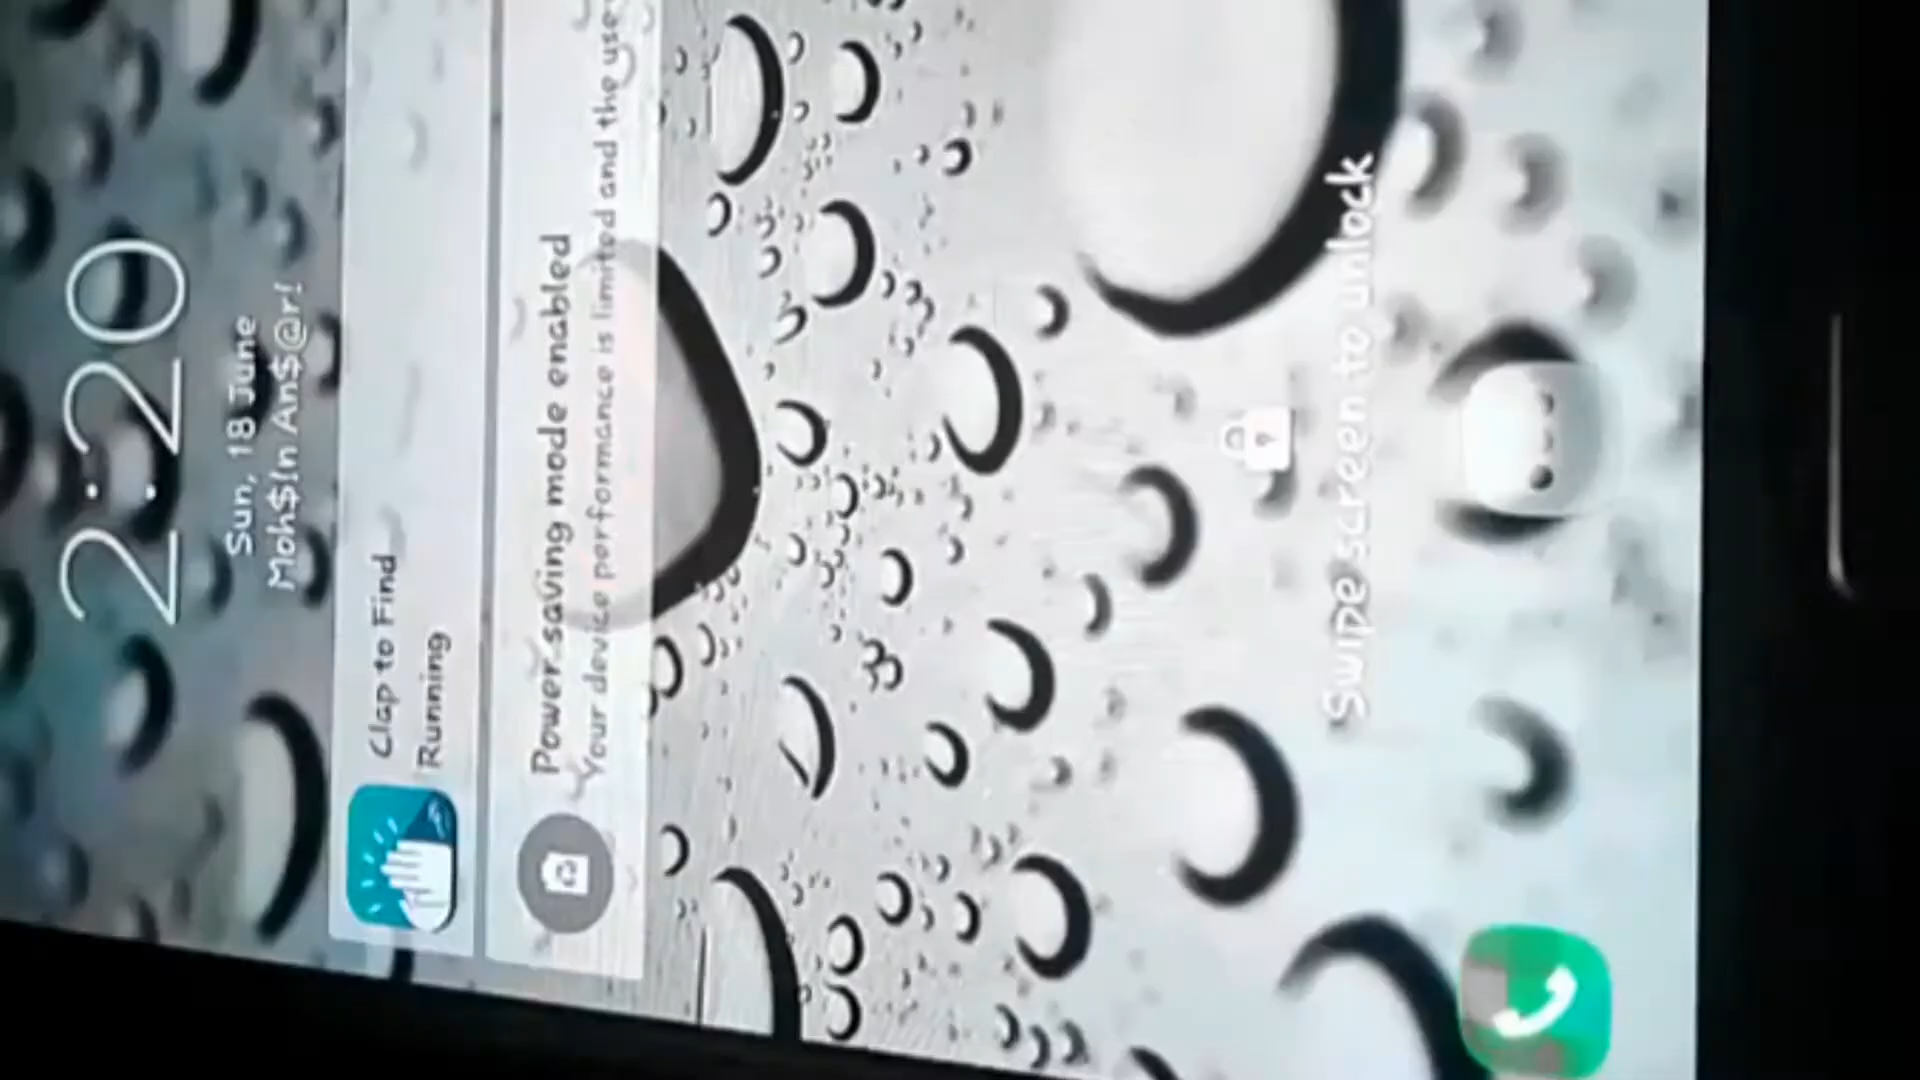 2:20
Sun, 18 June
Moh$!n An$@r!
Clap to Find
Running
Power saving mode enabled
Your device performance is limited and the use
Swipe screen to unlock